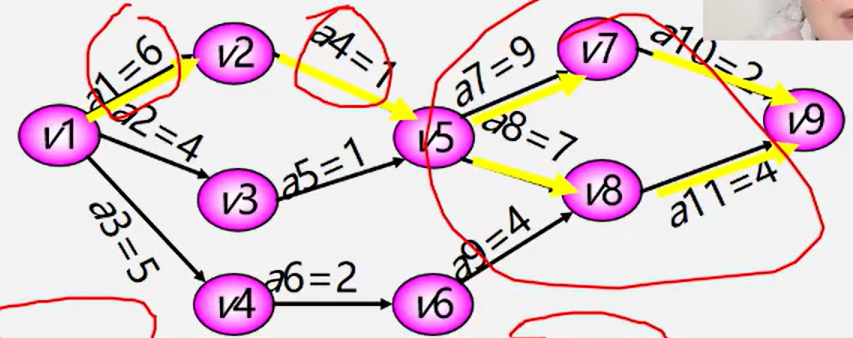 v1
v2
v3
v4
v5
v6
v7
v8
v9
a1=6
a2=4
a3=5
a4=1
a5=1
a6=2
a7=9
a8=7
a9=4
a10=2
a11=4